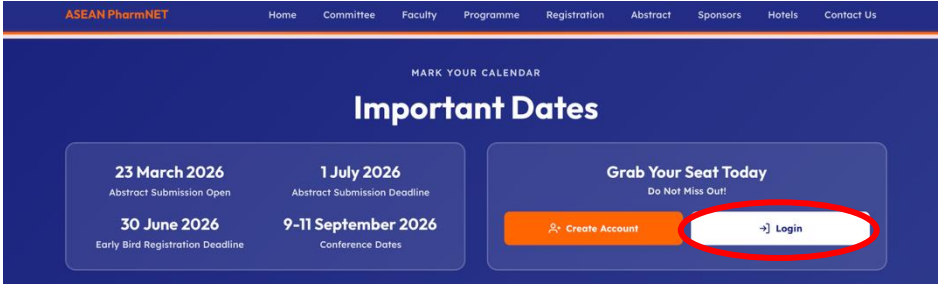 ASEAN PharmNET Home Committee Faculty Programme Registration Abstract Sponsors Hotels Contact Us
MARK YOUR CALENDAR
Important Dates
23 March 2026
Abstract Submission Open
1 July 2026
Abstract Submission Deadline
30 June 2026
Early Bird Registration Deadline
9-11 September 2026
Conference Dates
Grab Your Seat Today
Do Not Miss Out!
Create Account
Login